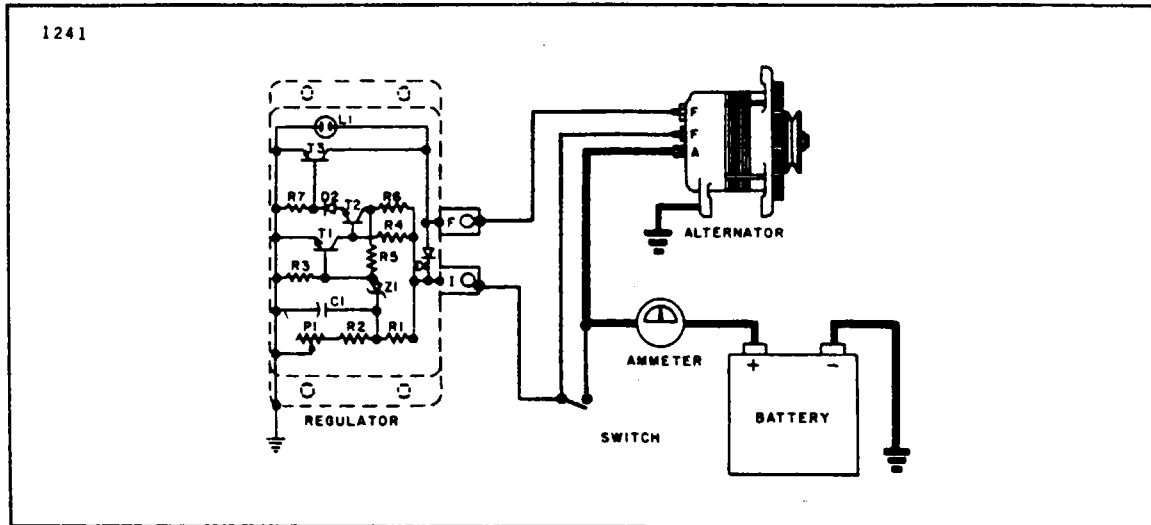 1241
L1
T3
R7
D2
T2
R6
R4
T1
R5
R3
Z1
C1
P1
R2
R1
F
I
REGULATOR
F
F
A
ALTERNATOR
AMMETER
SWITCH
+
-
BATTERY